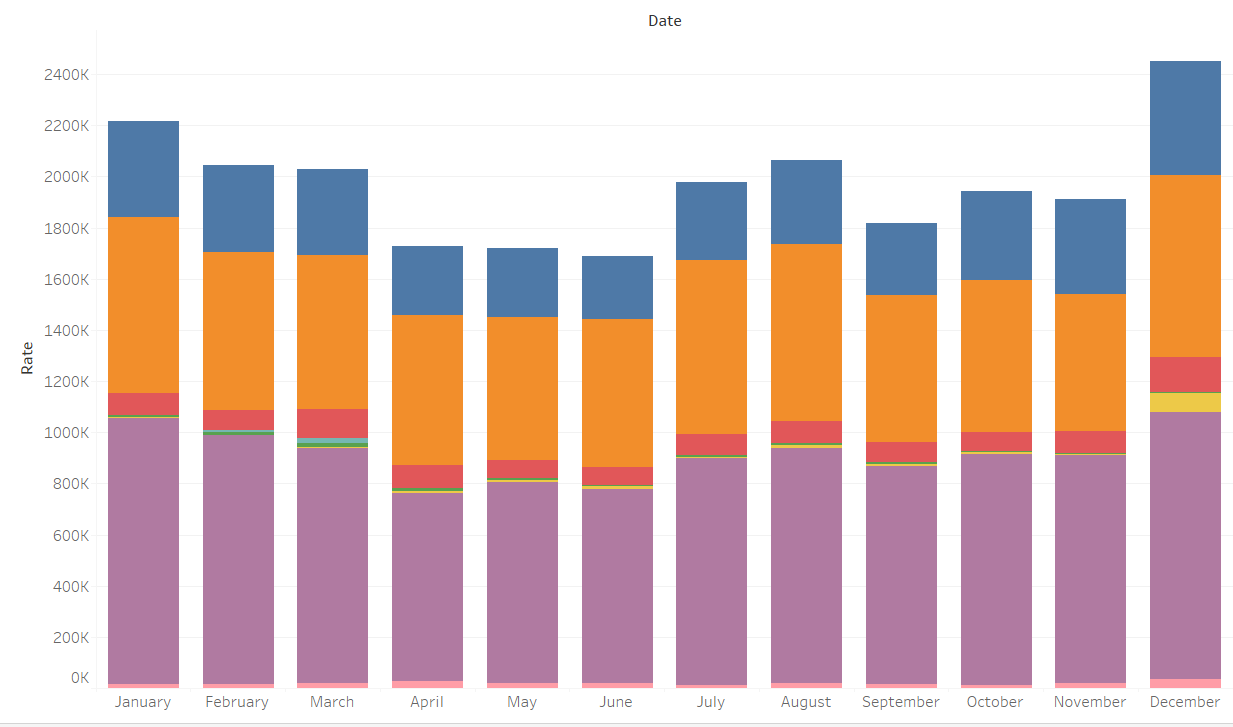 Date
2400K
2200K
2000K
1800K
1600K
1400K
1200K
1000K
800K
600K
400K
200K
0K
Rate
January February March April May June July August September October November December